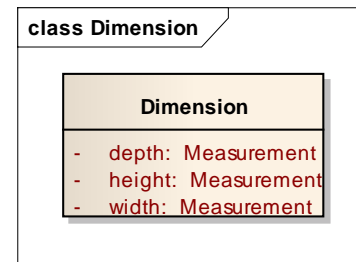 class Dimension
Dimension
- depth: Measurement
- height: Measurement
- width: Measurement